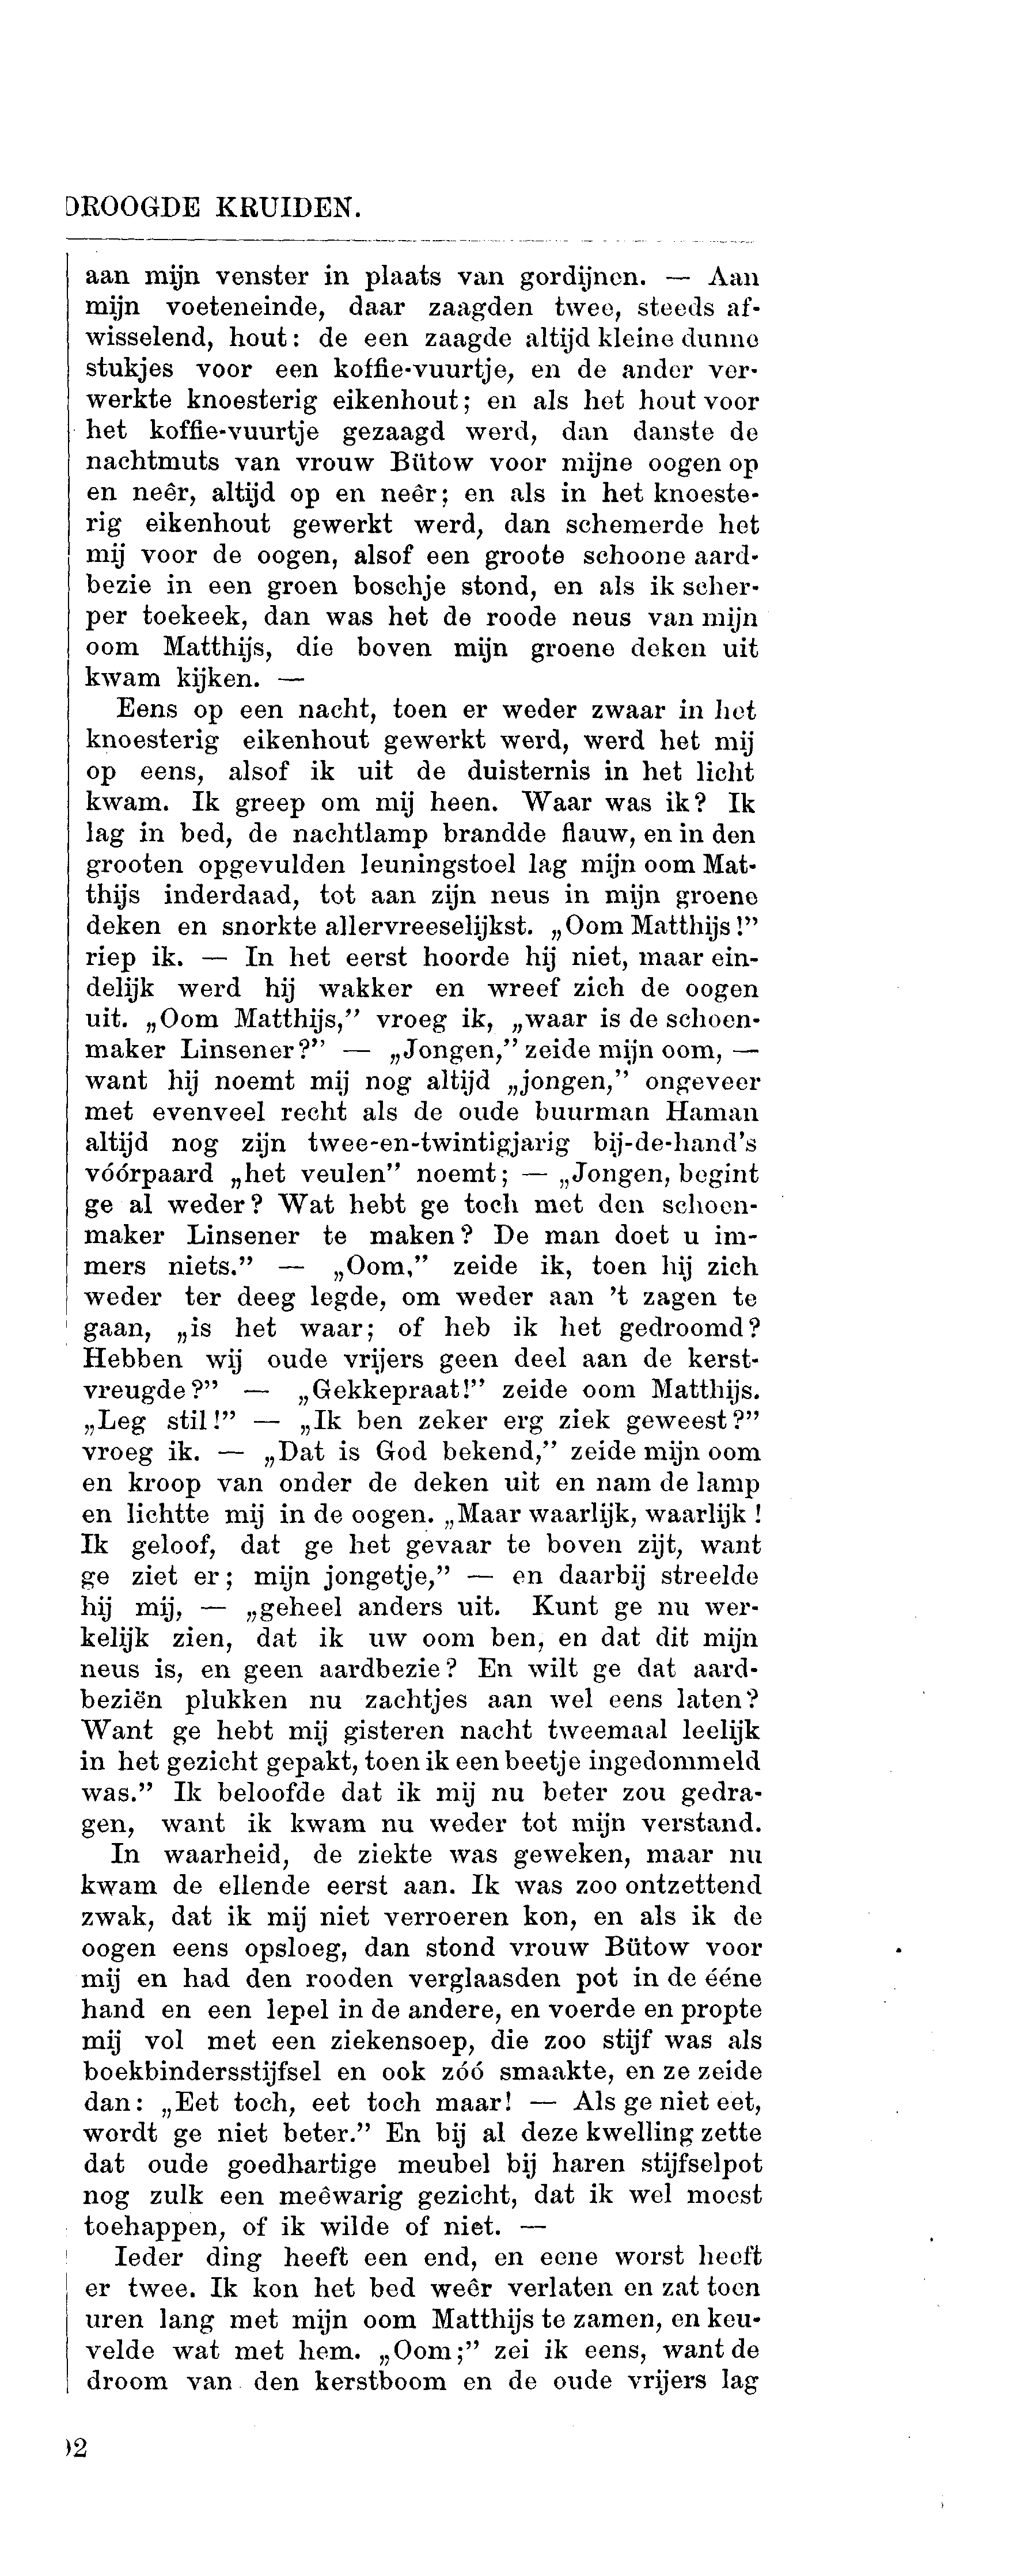 DROOGDE KRUIDEN.
aan mijn venster in plaats van gordijnen. — Aan
mijn voeteneinde, daar zaagden twee, steeds af-
wisselend, hout: de een zaagde altijd kleine dunne
stukjes voor een koffie-vuurtje, en de ander ver-
werkte knoesterig eikenhout; en als het hout voor
het koffie-vuurtje gezaagd werd, dan danste de
nachtmuts van vrouw Bütow voor mijne oogen op
en neêr, altijd op en neêr; en als in het knoeste-
rig eikenhout gewerkt werd, dan schemerde het
mij voor de oogen, alsof een groote schoone aard-
bezie in een groen boschje stond, en als ik scher-
per toekeek, dan was het de roode neus van mijn
oom Matthijs, die boven mijn groene deken uit
kwam kijken. —
Eens op een nacht, toen er weder zwaar in het
knoesterig eikenhout gewerkt werd, werd het mij
op eens, alsof ik uit de duisternis in het licht
kwam. Ik greep om mij heen. Waar was ik? Ik
lag in bed, de nachtlamp brandde flauw, en in den
grooten opgevulden leuningstoel lag mijn oom Mat-
thijs inderdaad, tot aan zijn neus in mijn groene
deken en snorkte allervreeselijkst. „Oom Matthijs!”
riep ik. — In het eerst hoorde hij niet, maar ein-
delijk werd hij wakker en wreef zich de oogen
uit. „Oom Matthijs,” vroeg ik, „waar is de schoen-
maker Linsener?” — „Jongen,” zeide mijn oom, —
want hij noemt mij nog altijd „jongen,” ongeveer
met evenveel recht als de oude buurman Haman
altijd nog zijn twee-en-twintigjarig bij-de-hand's
vóórpaard „het veulen” noemt; — „Jongen, begint
ge al weder? Wat hebt ge toch met den schoen-
maker Linsener te maken? De man doet u im-
mers niets.” — „Oom,” zeide ik, toen hij zich
weder ter deeg legde, om weder aan 't zagen te
gaan, „is het waar; of heb ik het gedroomd?
Hebben wij oude vrijers geen deel aan de kerst-
vreugde?” — „Gekkepraat!” zeide oom Matthijs.
„Leg stil!” — „Ik ben zeker erg ziek geweest?”
vroeg ik. — „Dat is God bekend,” zeide mijn oom
en kroop van onder de deken uit en nam de lamp
en lichtte mij in de oogen. „Maar waarlijk, waarlijk!
Ik geloof, dat ge het gevaar te boven zijt, want
ge ziet er; mijn jongetje,” — en daarbij streelde
hij mij, — „geheel anders uit. Kunt ge nu wer-
kelijk zien, dat ik uw oom ben, en dat dit mijn
neus is, en geen aardbezie? En wilt ge dat aard-
beziën plukken nu zachtjes aan wel eens laten?
Want ge hebt mij gisteren nacht tweemaal leelijk
in het gezicht gepakt, toen ik een beetje ingedommeld
was.” Ik beloofde dat ik mij nu beter zou gedra-
gen, want ik kwam nu weder tot mijn verstand.
In waarheid, de ziekte was geweken, maar nu
kwam de ellende eerst aan. Ik was zoo ontzettend
zwak, dat ik mij niet verroeren kon, en als ik de
oogen eens opsloeg, dan stond vrouw Bütow voor
mij en had den rooden verglaasden pot in de ééne
hand en een lepel in de andere, en voerde en propte
mij vol met een ziekensoep, die zoo stijf was als
boekbindersstijfsel en ook zóó smaakte, en ze zeide
dan: „Eet toch, eet toch maar! — Als ge niet eet,
wordt ge niet beter.” En bij al deze kwelling zette
dat oude goedhartige meubel bij haren stijfselpot
nog zulk een meêwarig gezicht, dat ik wel moest
toehappen, of ik wilde of niet. —
Ieder ding heeft een end, en eene worst heeft
er twee. Ik kon het bed weêr verlaten en zat toen
uren lang met mijn oom Matthijs te zamen, en keu-
velde wat met hem. „Oom;” zei ik eens, want de
droom van den kerstboom en de oude vrijers lag
2